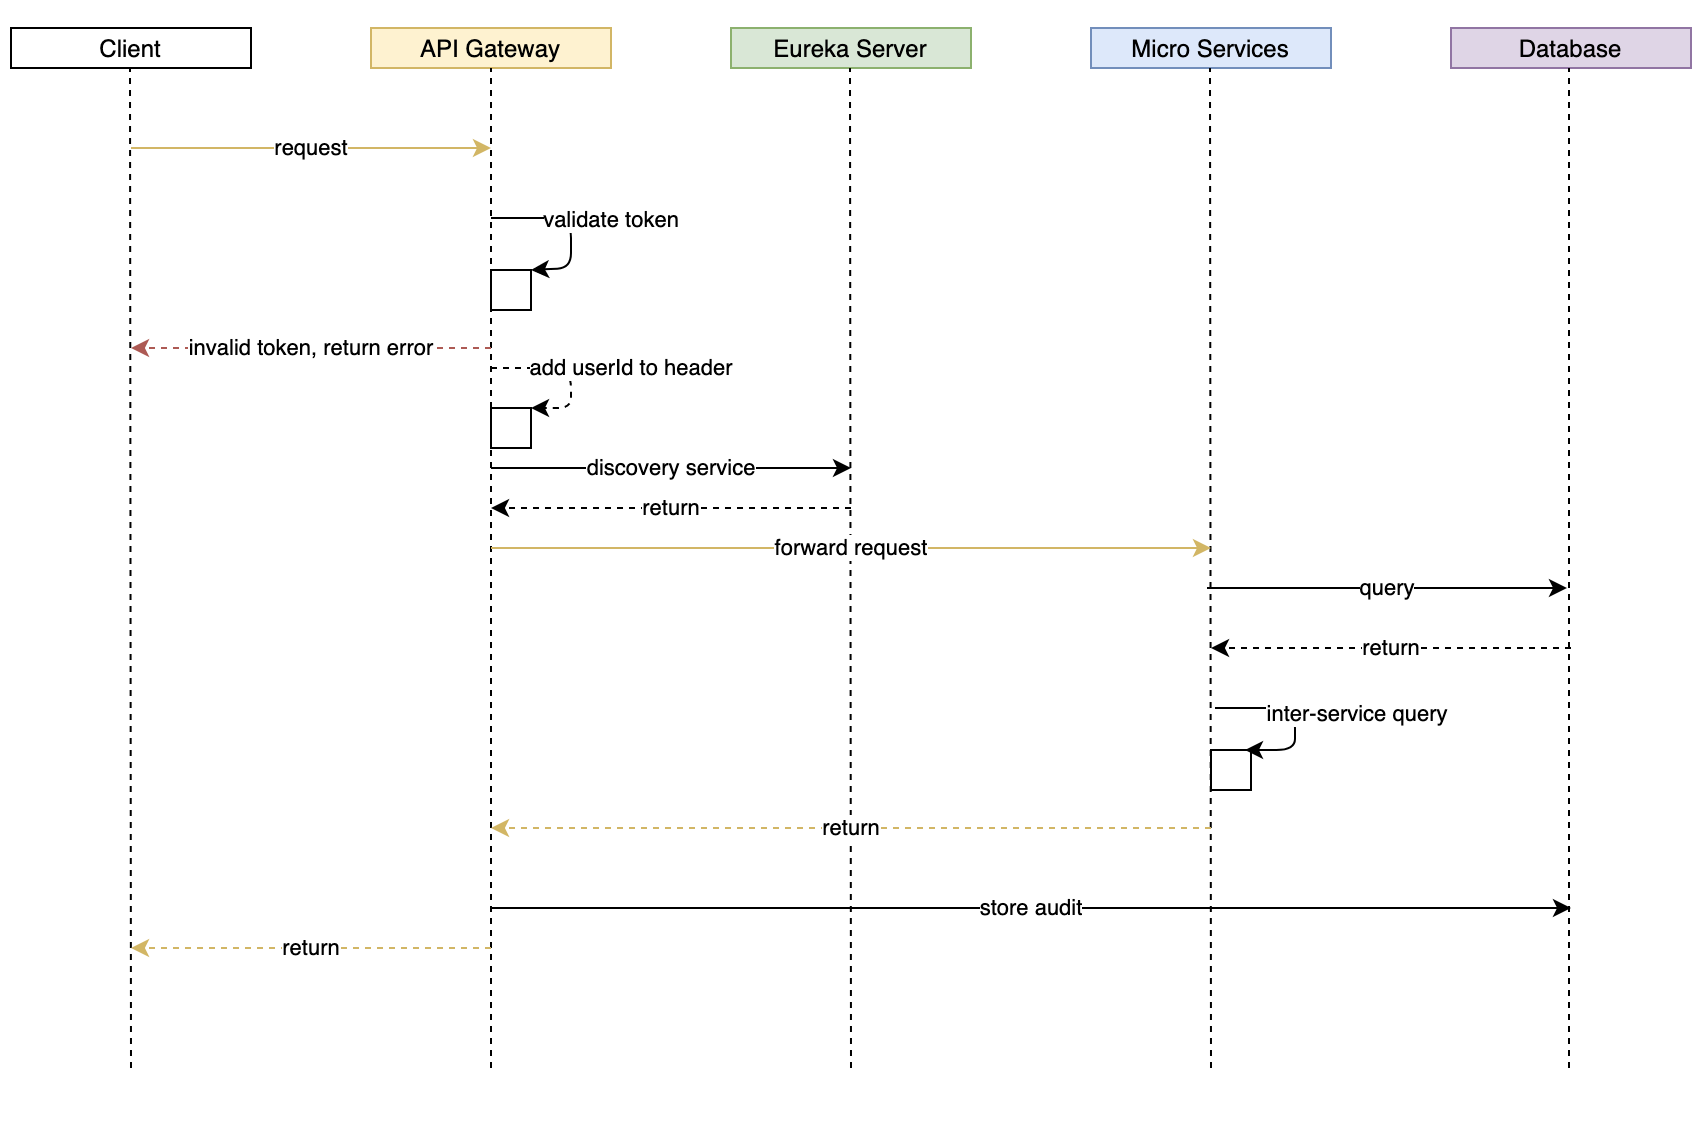 Client
API Gateway
Eureka Server
Micro Services
Database
request
validate token
invalid token, return error
add userId to header
discovery service
return
forward request
query
return
inter-service query
return
store audit
return